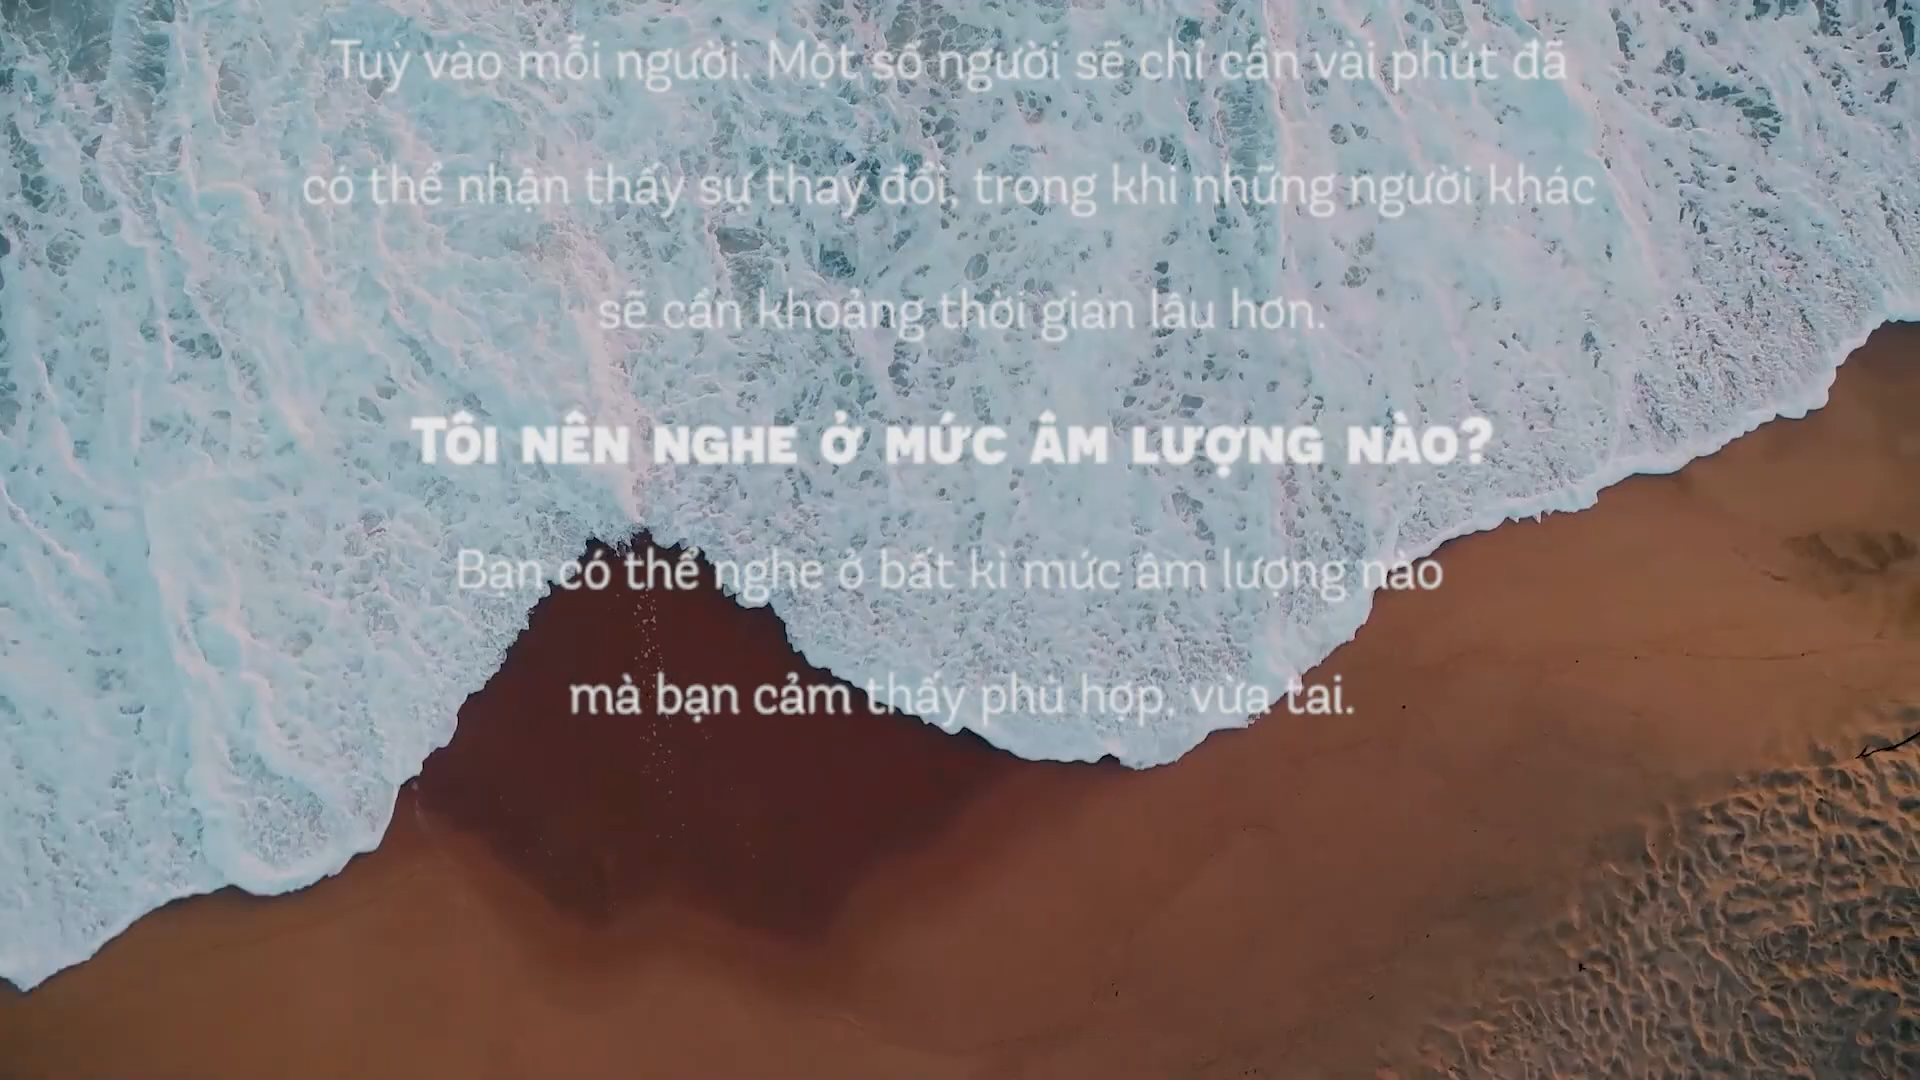 Tuỳ vào mỗi người. Một số người sẽ chỉ cần vài phút đã
có thể nhận thấy sự thay đổi, trong khi những người khác
sẽ cần khoảng thời gian lâu hơn.
TÔI NÊN NGHE Ở MỨC ÂM LƯỢNG NÀO?
Bạn có thể nghe ở bất kì mức âm lượng nào
mà bạn cảm thấy phù hợp, vừa tai.